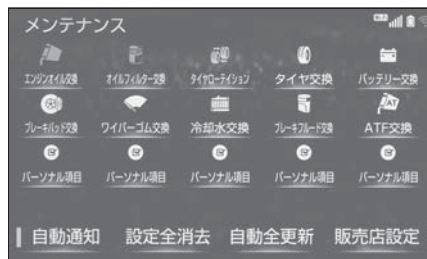 メンテナンス
エンジンオイル交換 オイルフィルター交換 タイヤローテイション タイヤ交換 バッテリー交換
ブレーキパッド交換 ワイパーゴム交換 冷却水交換 ブレーキフルード交換 AT ATF交換
パーソナル項目 パーソナル項目 パーソナル項目 パーソナル項目 パーソナル項目
自動通知 設定全消去 自動全更新 販売店設定